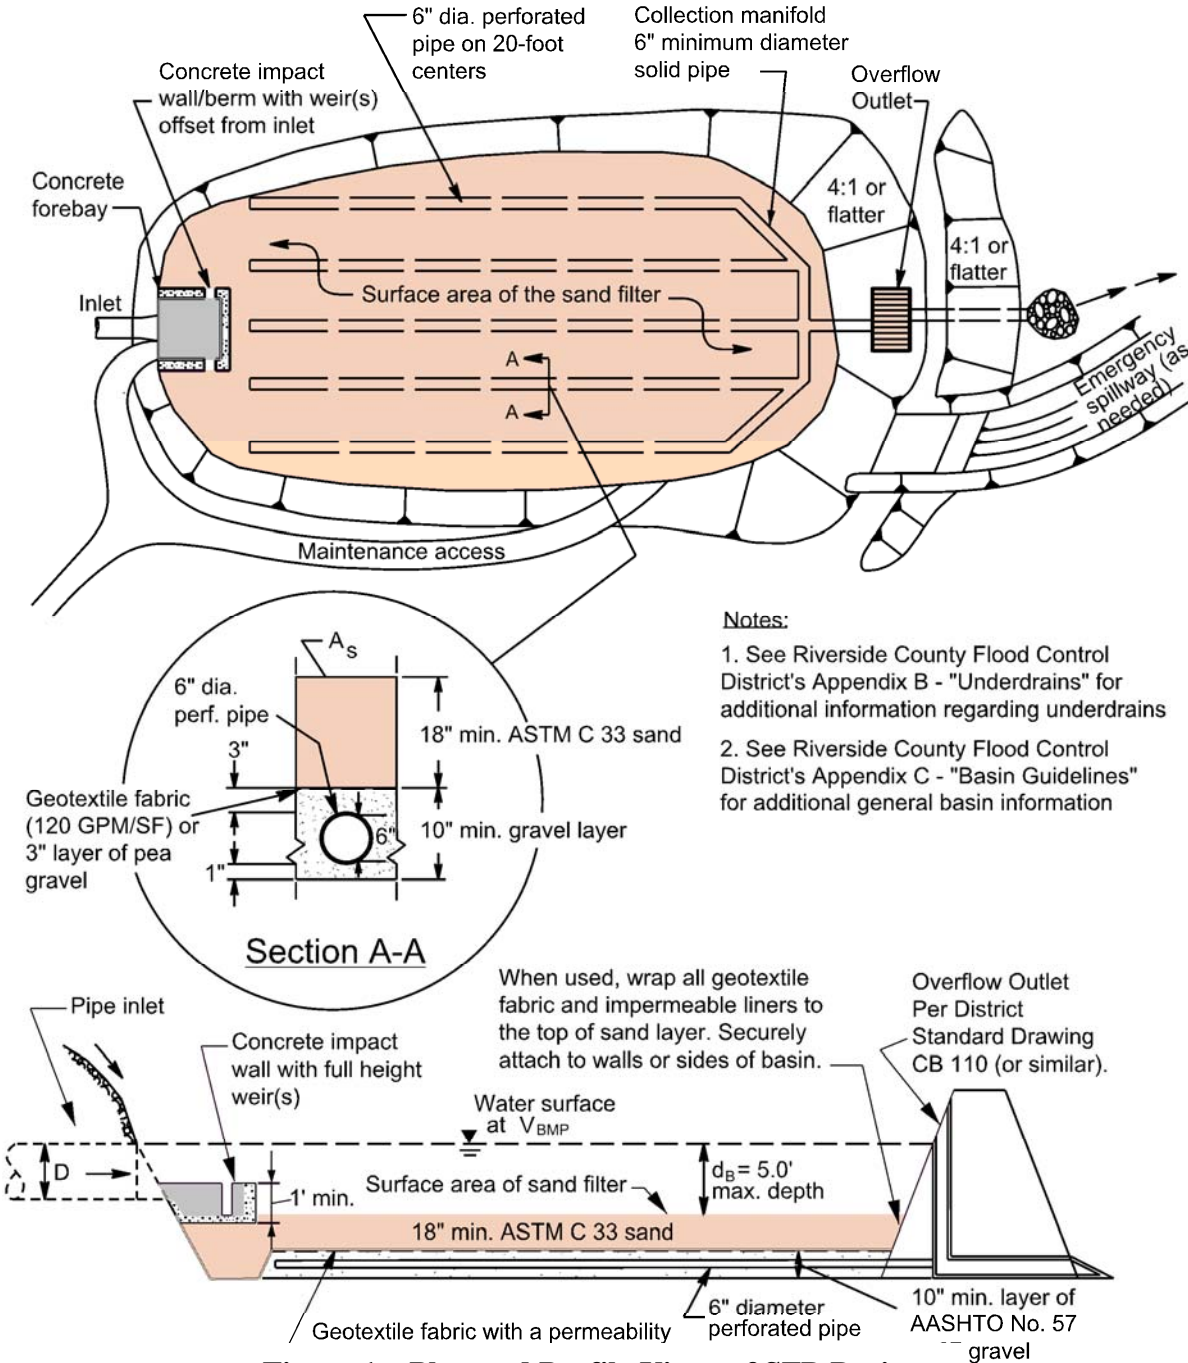 6" dia. perforated
pipe on 20-foot
centers
Collection manifold
6" minimum diameter
solid pipe
Overflow
Outlet
Concrete impact
wall/berm with weir(s)
offset from inlet
Concrete
forebay
4:1 or
flatter
4:1 or
flatter
Inlet
Surface area of the sand filter
A
A
Emergency
spillway (as
needed)
Maintenance access
Notes:
1. See Riverside County Flood Control
District's Appendix B - "Underdrains" for
additional information regarding underdrains
2. See Riverside County Flood Control
District's Appendix C - "Basin Guidelines"
for additional general basin information
As
6" dia.
perf. pipe
18" min. ASTM C 33 sand
3"
Geotextile fabric
(120 GPM/SF) or
3" layer of pea
gravel
6"
10" min. gravel layer
1"
Section A-A
When used, wrap all geotextile
fabric and impermeable liners to
the top of sand layer. Securely
attach to walls or sides of basin.
Overflow Outlet
Per District
Standard Drawing
CB 110 (or similar).
Pipe inlet
Concrete impact
wall with full height
weir(s)
Water surface
at VBMP
D
1' min.
Surface area of sand filter
dB = 5.0'
max. depth
18" min. ASTM C 33 sand
6" diameter
perforated pipe
10" min. layer of
AASHTO No. 57
gravel
Geotextile fabric with a permeability